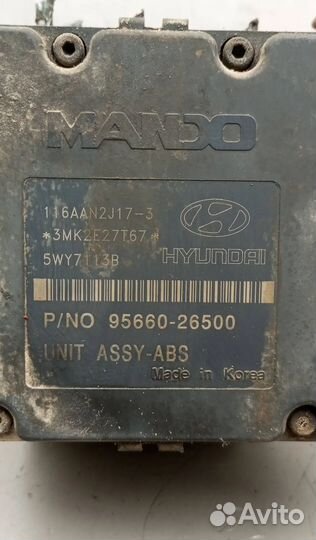 MANDO
116AAN2J17-3
*3MK2E27T67*
5WY7113B
HYUNDAI
P/NO 95660-26500
UNIT ASSY-ABS
Made in Korea
Avito